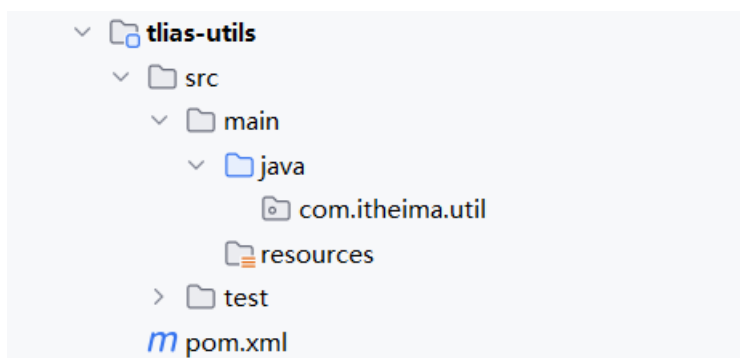 tlias-utils
src
main
java
com.itheima.util
resources
test
m pom.xml